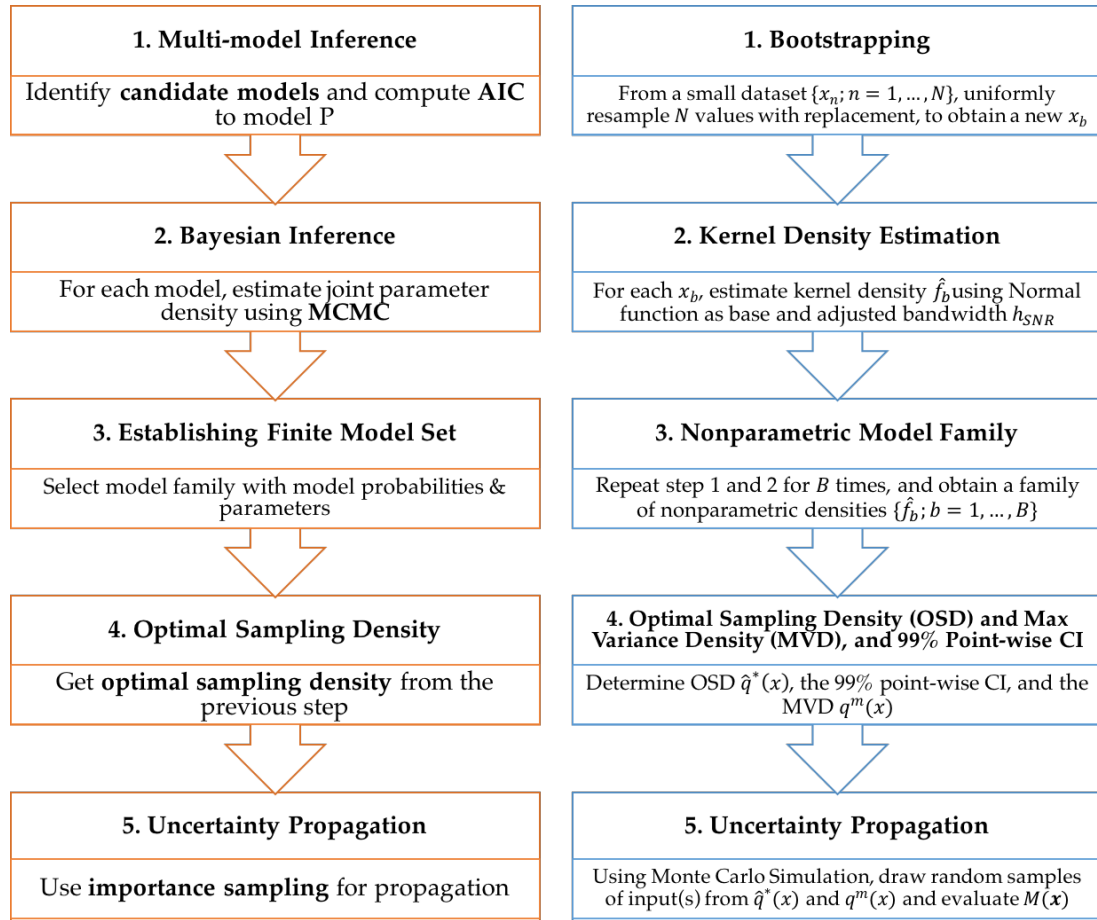 1. Multi-model Inference
Identify candidate models and compute AIC
to model P
2. Bayesian Inference
For each model, estimate joint parameter
density using MCMC
3. Establishing Finite Model Set
Select model family with model probabilities &
parameters
4. Optimal Sampling Density
Get optimal sampling density from the
previous step
5. Uncertainty Propagation
Use importance sampling for propagation
1. Bootstrapping
From a small dataset {xₙ; n = 1, …, N}, uniformly
resample N values with replacement, to obtain a new x_b
2. Kernel Density Estimation
For each x_b, estimate kernel density f̂_b using Normal
function as base and adjusted bandwidth h_SNR
3. Nonparametric Model Family
Repeat step 1 and 2 for B times, and obtain a family
of nonparametric densities {f̂_b; b = 1, …, B}
4. Optimal Sampling Density (OSD) and Max
Variance Density (MVD), and 99% Point-wise CI
Determine OSD q̂*(x), the 99% point-wise CI, and the
MVD qᵐ(x)
5. Uncertainty Propagation
Using Monte Carlo Simulation, draw random samples
of input(s) from q̂*(x) and qᵐ(x) and evaluate M(x)